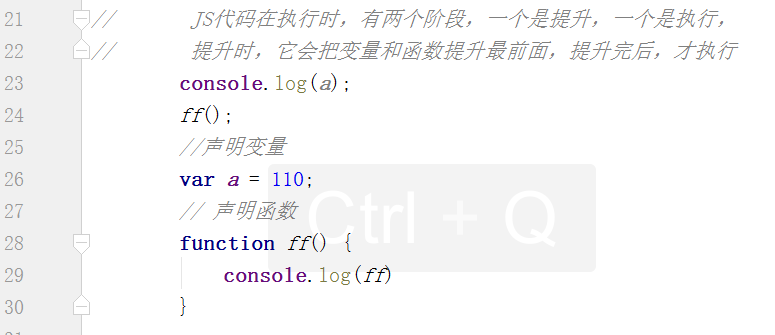 21 // JS代码在执行时，有两个阶段，一个是提升，一个是执行，
22 // 提升时，它会把变量和函数提升最前面，提升完后，才执行
23 console.log(a);
24 ff();
25 //声明变量
26 var a = 110;
27 // 声明函数
28 function ff() {
29 console.log(ff)
30 }
Ctrl + Q